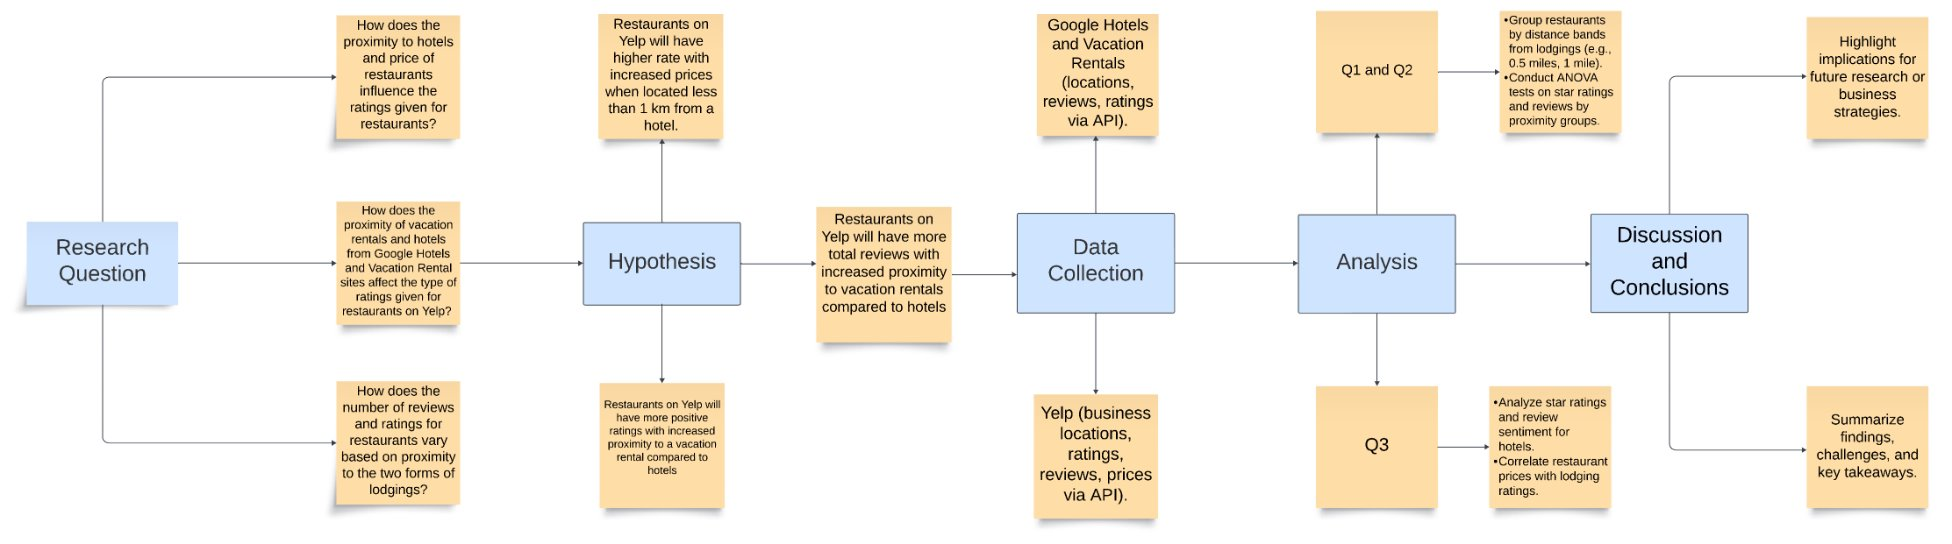 Research
Question
How does the
proximity to hotels
and price of
restaurants
influence the
ratings given for
restaurants?
How does the
proximity of vacation
rentals and hotels
from Google Hotels
and Vacation Rental
sites affect the type of
ratings given for
restaurants on Yelp?
How does the
number of reviews
and ratings for
restaurants vary
based on proximity
to the two forms of
lodgings?
Restaurants on
Yelp will have
higher rate with
increased prices
when located less
than 1 km from a
hotel.
Hypothesis
Restaurants on Yelp will
have more positive
ratings with increased
proximity to a vacation
rental compared to
hotels
Restaurants on
Yelp will have more
total reviews with
increased proximity
to vacation rentals
compared to hotels
Google Hotels
and Vacation
Rentals
(locations,
reviews, ratings
via API).
Data
Collection
Yelp (business
locations,
ratings,
reviews, prices
via API).
Q1 and Q2
•Group restaurants
by distance bands
from lodgings (e.g.,
0.5 miles, 1 mile).
•Conduct ANOVA
tests on star ratings
and reviews by
proximity groups.
Analysis
Q3
•Analyze star ratings
and review
sentiment for
hotels.
•Correlate restaurant
prices with lodging
ratings.
Discussion
and
Conclusions
Highlight
implications for
future research or
business
strategies.
Summarize
findings,
challenges, and
key takeaways.